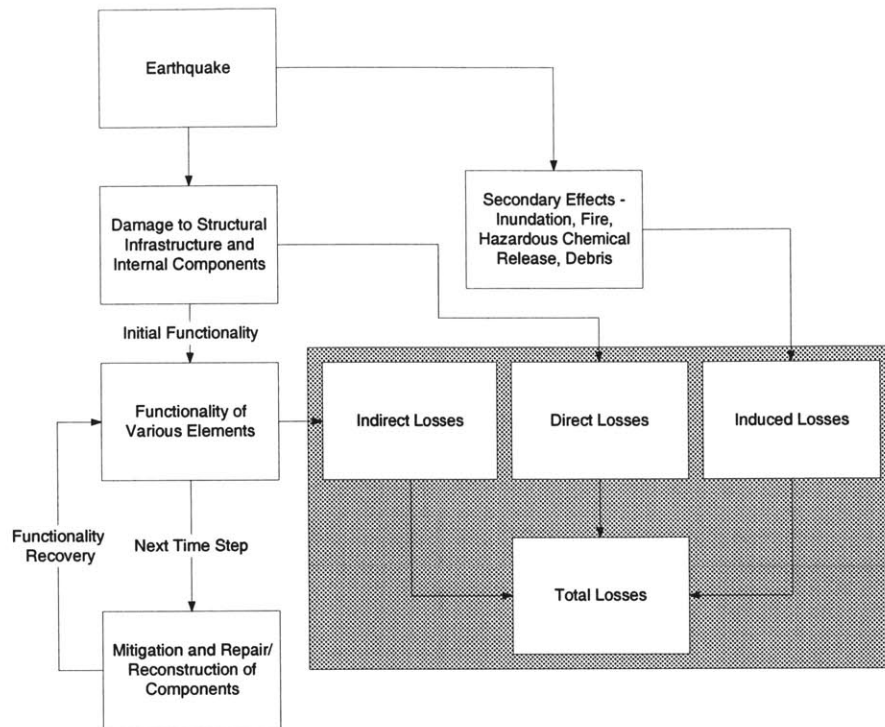 Earthquake
Damage to Structural
Infrastructure and
Internal Components
Secondary Effects -
Inundation, Fire,
Hazardous Chemical
Release, Debris
Initial Functionality
Functionality of
Various Elements
Indirect Losses
Direct Losses
Induced Losses
Functionality
Recovery
Next Time Step
Total Losses
Mitigation and Repair/
Reconstruction of
Components